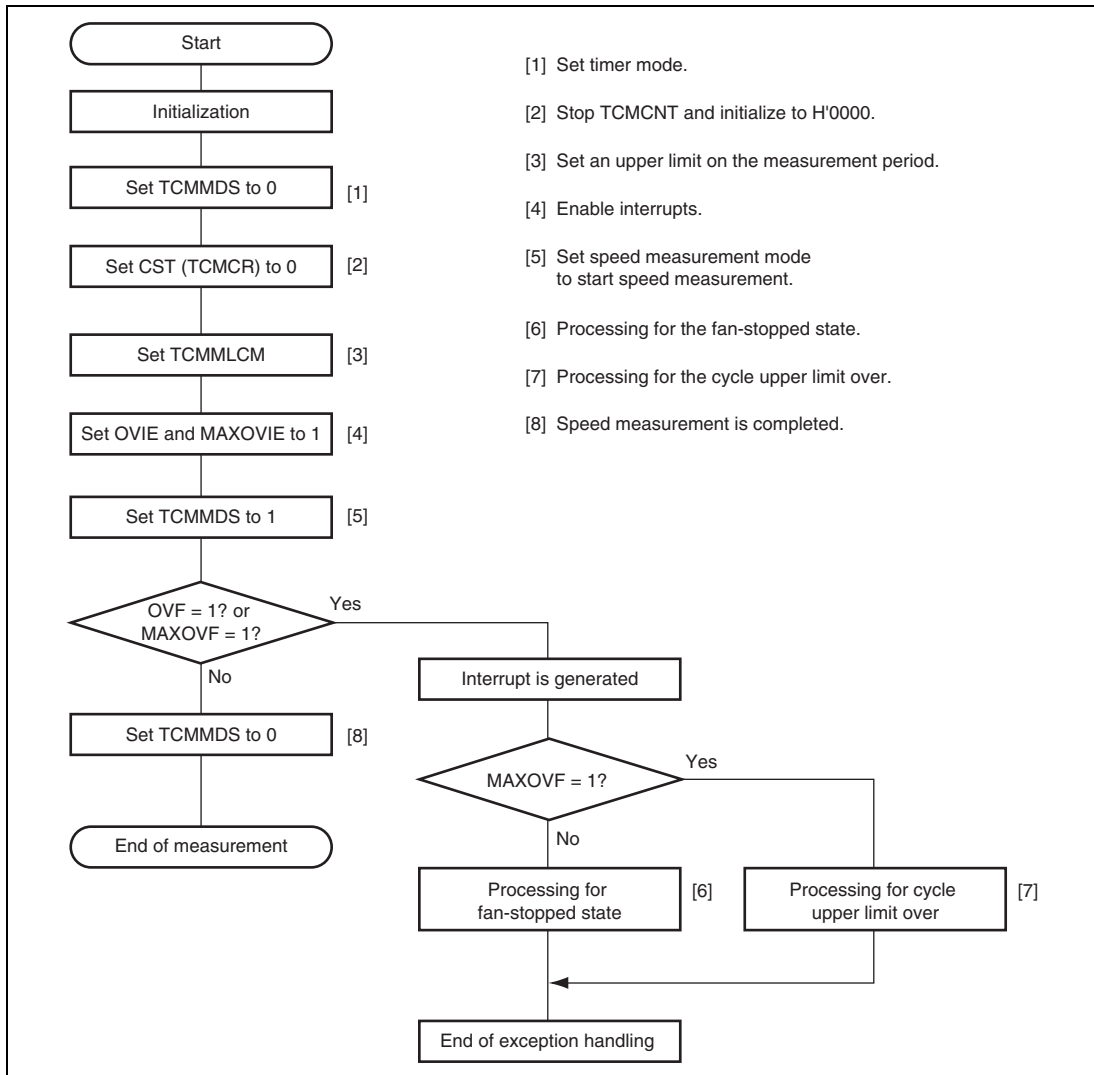 Start
Initialization
Set TCMMDS to 0 [1]
Set CST (TCMCR) to 0 [2]
Set TCMMLCM [3]
Set OVIE and MAXOVIE to 1 [4]
Set TCMMDS to 1 [5]
OVF = 1? or
MAXOVF = 1?
Yes
No
Set TCMMDS to 0 [8]
End of measurement
Interrupt is generated
MAXOVF = 1?
Yes
No
Processing for
fan-stopped state
[6]
Processing for cycle
upper limit over
[7]
End of exception handling
[1] Set timer mode.
[2] Stop TCMCNT and initialize to H'0000.
[3] Set an upper limit on the measurement period.
[4] Enable interrupts.
[5] Set speed measurement mode
to start speed measurement.
[6] Processing for the fan-stopped state.
[7] Processing for the cycle upper limit over.
[8] Speed measurement is completed.